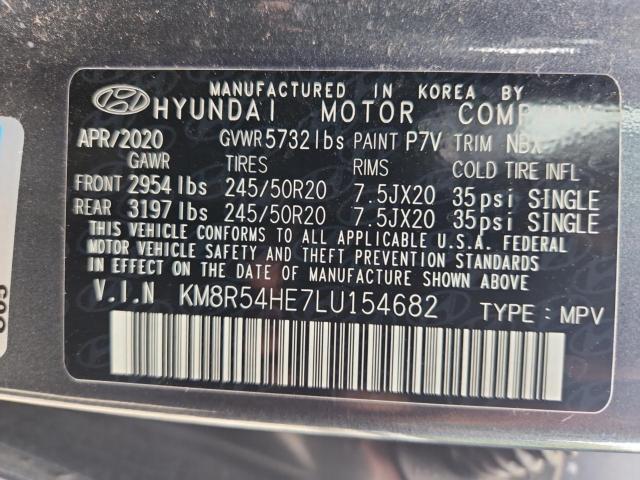 MANUFACTURED IN KOREA BY
HYUNDAI MOTOR COMPANY
APR/2020 GVWR 5732 lbs PAINT P7V TRIM NBX
GAWR TIRES RIMS COLD TIRE INFL
FRONT 2954 lbs 245/50R20 7.5JX20 35 psi SINGLE
REAR 3197 lbs 245/50R20 7.5JX20 35 psi SINGLE
THIS VEHICLE CONFORMS TO ALL APPLICABLE U.S.A. FEDERAL
MOTOR VEHICLE SAFETY AND THEFT PREVENTION STANDARDS
IN EFFECT ON THE DATE OF MANUFACTURE SHOWN ABOVE
V.I.N KM8R54HE7LU154682 TYPE : MPV